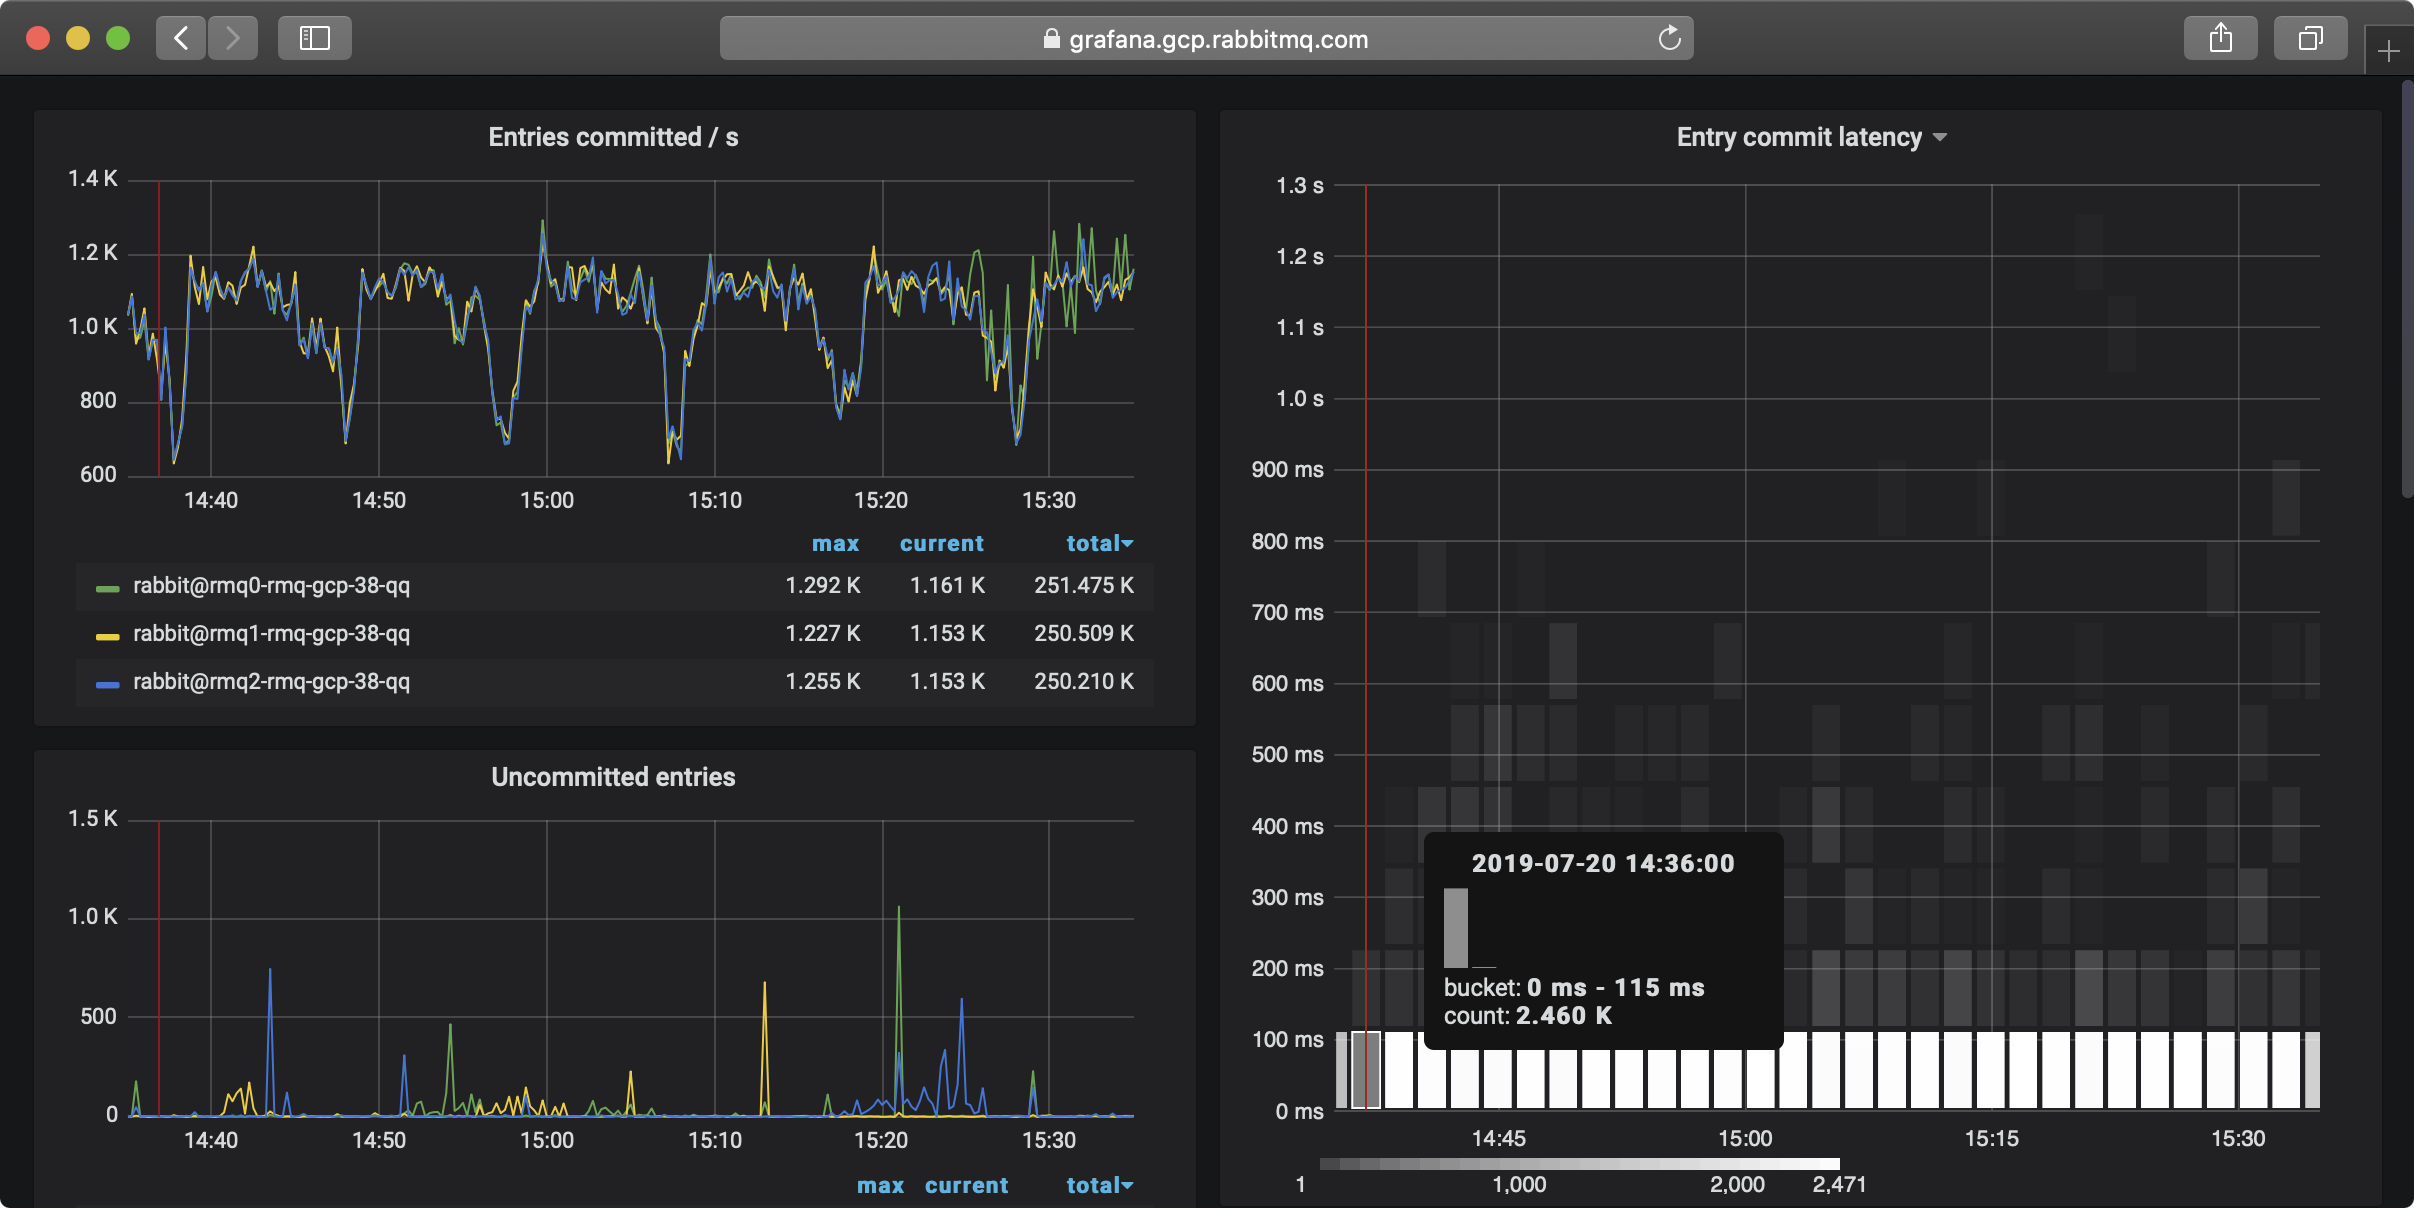 grafana.gcp.rabbitmq.com
Entries committed / s
1.4 K
1.2 K
1.0 K
800
600
14:40 14:50 15:00 15:10 15:20 15:30
max current total
rabbit@rmq0-rmq-gcp-38-qq 1.292 K 1.161 K 251.475 K
rabbit@rmq1-rmq-gcp-38-qq 1.227 K 1.153 K 250.509 K
rabbit@rmq2-rmq-gcp-38-qq 1.255 K 1.153 K 250.210 K
Uncommitted entries
1.5 K
1.0 K
500
0
14:40 14:50 15:00 15:10 15:20 15:30
max current total
Entry commit latency
1.3 s
1.2 s
1.1 s
1.0 s
900 ms
800 ms
700 ms
600 ms
500 ms
400 ms
300 ms
200 ms
100 ms
0 ms
2019-07-20 14:36:00
bucket: 0 ms - 115 ms
count: 2.460 K
14:45 15:00 15:15 15:30
1 1,000 2,000 2,471